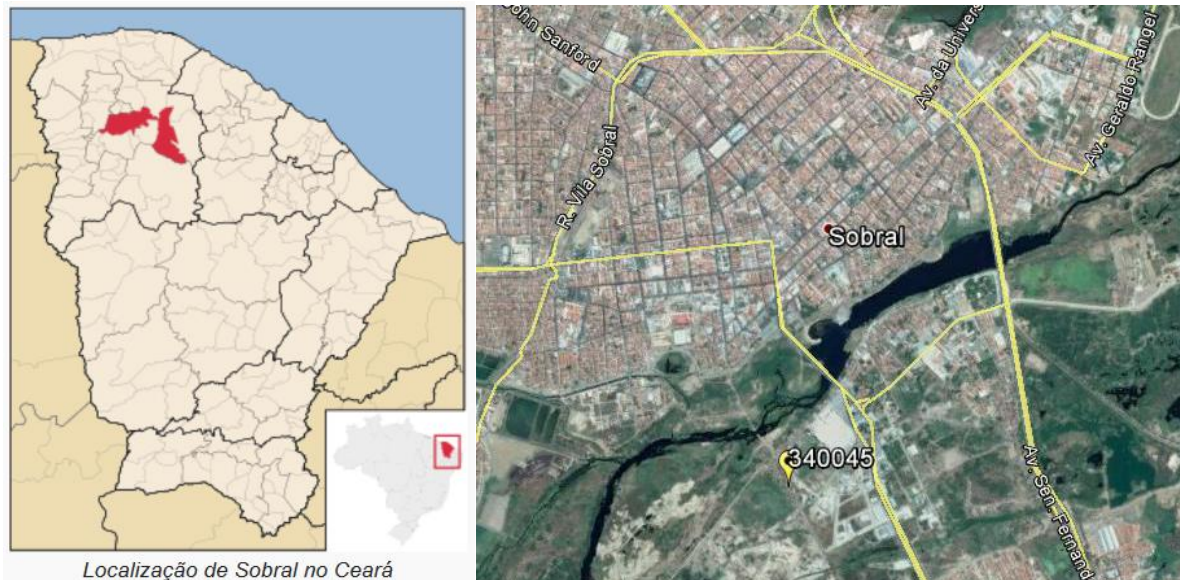 Localização de Sobral no Ceará
John Sanford
Av. da Univers
Av. Geraldo Rangel
R. Vila Sobral
Sobral
340045
Av. Sen. Fernand